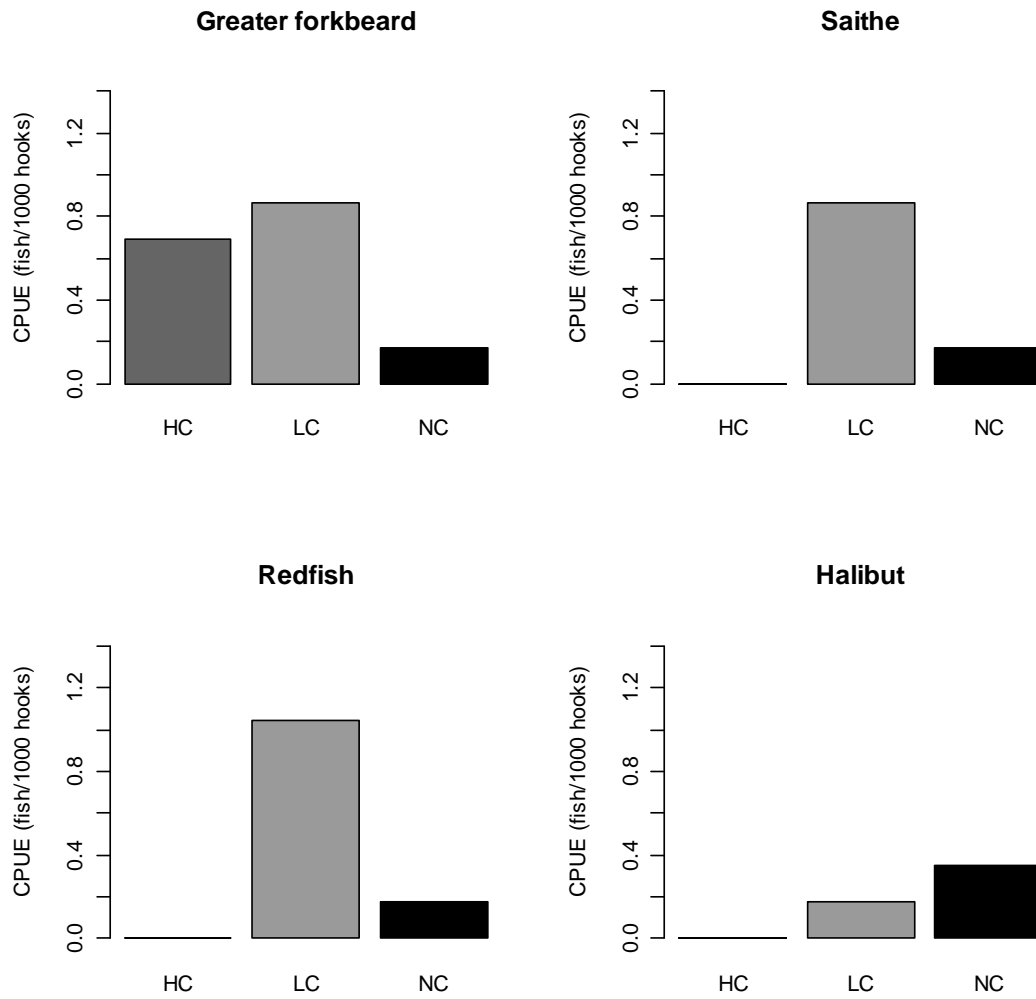 Greater forkbeard
CPUE (fish/1000 hooks)
1.2
0.8
0.4
0.0
HC LC NC
Saithe
CPUE (fish/1000 hooks)
1.2
0.8
0.4
0.0
HC LC NC
Redfish
CPUE (fish/1000 hooks)
1.2
0.8
0.4
0.0
HC LC NC
Halibut
CPUE (fish/1000 hooks)
1.2
0.8
0.4
0.0
HC LC NC